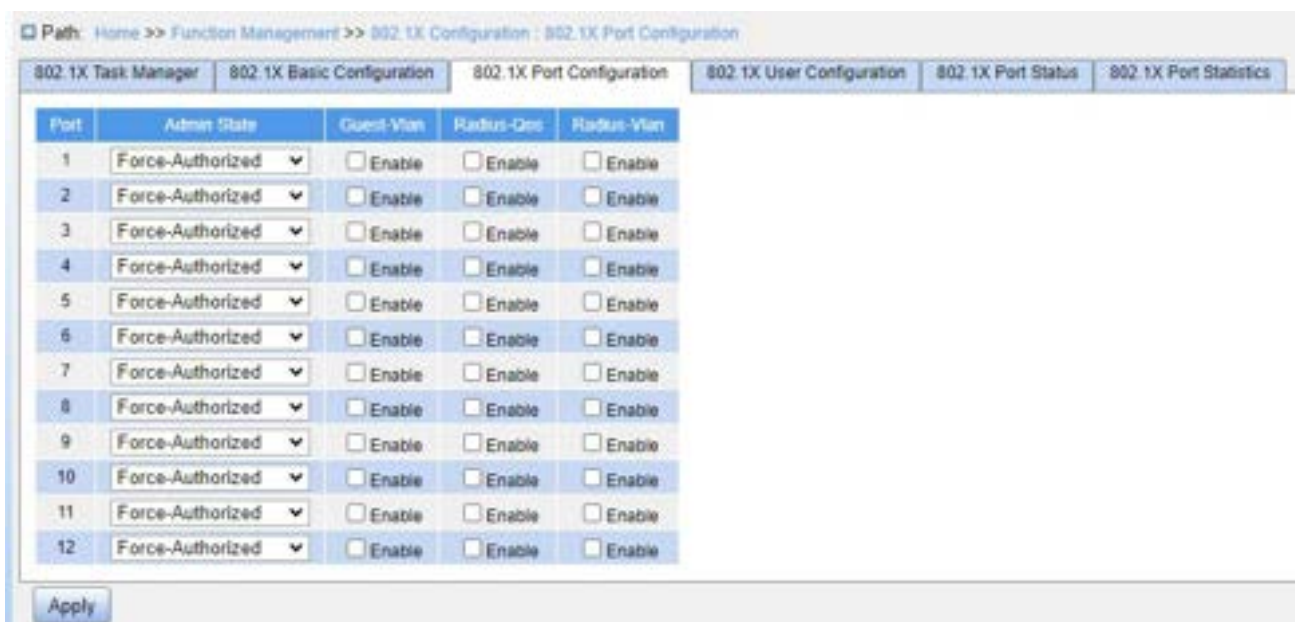 Path: Home >> Function Management >> 802.1X Configuration : 802.1X Port Configuration
802.1X Task Manager 802.1X Basic Configuration 802.1X Port Configuration 802.1X User Configuration 802.1X Port Status 802.1X Port Statistics
Port Admin State Guest-Vlan Radius-Qos Radius-Vlan
1 Force-Authorized Enable Enable Enable
2 Force-Authorized Enable Enable Enable
3 Force-Authorized Enable Enable Enable
4 Force-Authorized Enable Enable Enable
5 Force-Authorized Enable Enable Enable
6 Force-Authorized Enable Enable Enable
7 Force-Authorized Enable Enable Enable
8 Force-Authorized Enable Enable Enable
9 Force-Authorized Enable Enable Enable
10 Force-Authorized Enable Enable Enable
11 Force-Authorized Enable Enable Enable
12 Force-Authorized Enable Enable Enable
Apply